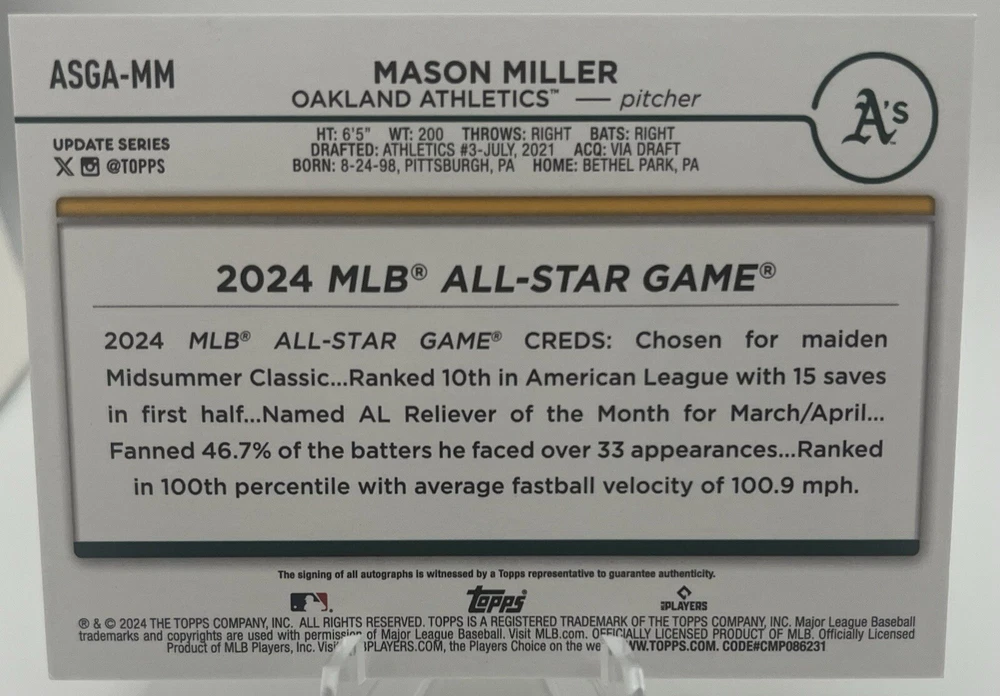 ASGA-MM
MASON MILLER
OAKLAND ATHLETICS™ — pitcher
A's
UPDATE SERIES
@TOPPS
HT: 6'5" WT: 200 THROWS: RIGHT BATS: RIGHT
DRAFTED: ATHLETICS #3-JULY, 2021 ACQ: VIA DRAFT
BORN: 8-24-98, PITTSBURGH, PA HOME: BETHEL PARK, PA
2024 MLB® ALL-STAR GAME®
2024 MLB® ALL-STAR GAME® CREDS: Chosen for maiden
Midsummer Classic...Ranked 10th in American League with 15 saves
in first half...Named AL Reliever of the Month for March/April...
Fanned 46.7% of the batters he faced over 33 appearances...Ranked
in 100th percentile with average fastball velocity of 100.9 mph.
The signing of all autographs is witnessed by a Topps representative to guarantee authenticity.
Topps
PLAYERS
® & © 2024 THE TOPPS COMPANY, INC. ALL RIGHTS RESERVED. TOPPS IS A REGISTERED TRADEMARK OF THE TOPPS COMPANY, INC. Major League Baseball
trademarks and copyrights are used with permission of Major League Baseball. Visit MLB.com. OFFICIALLY LICENSED PRODUCT OF MLB. Officially Licensed
Product of MLB Players, Inc. PLAYERS.COM, the Players Choice on the WW.TOPPS.COM. CODE#CMP086231